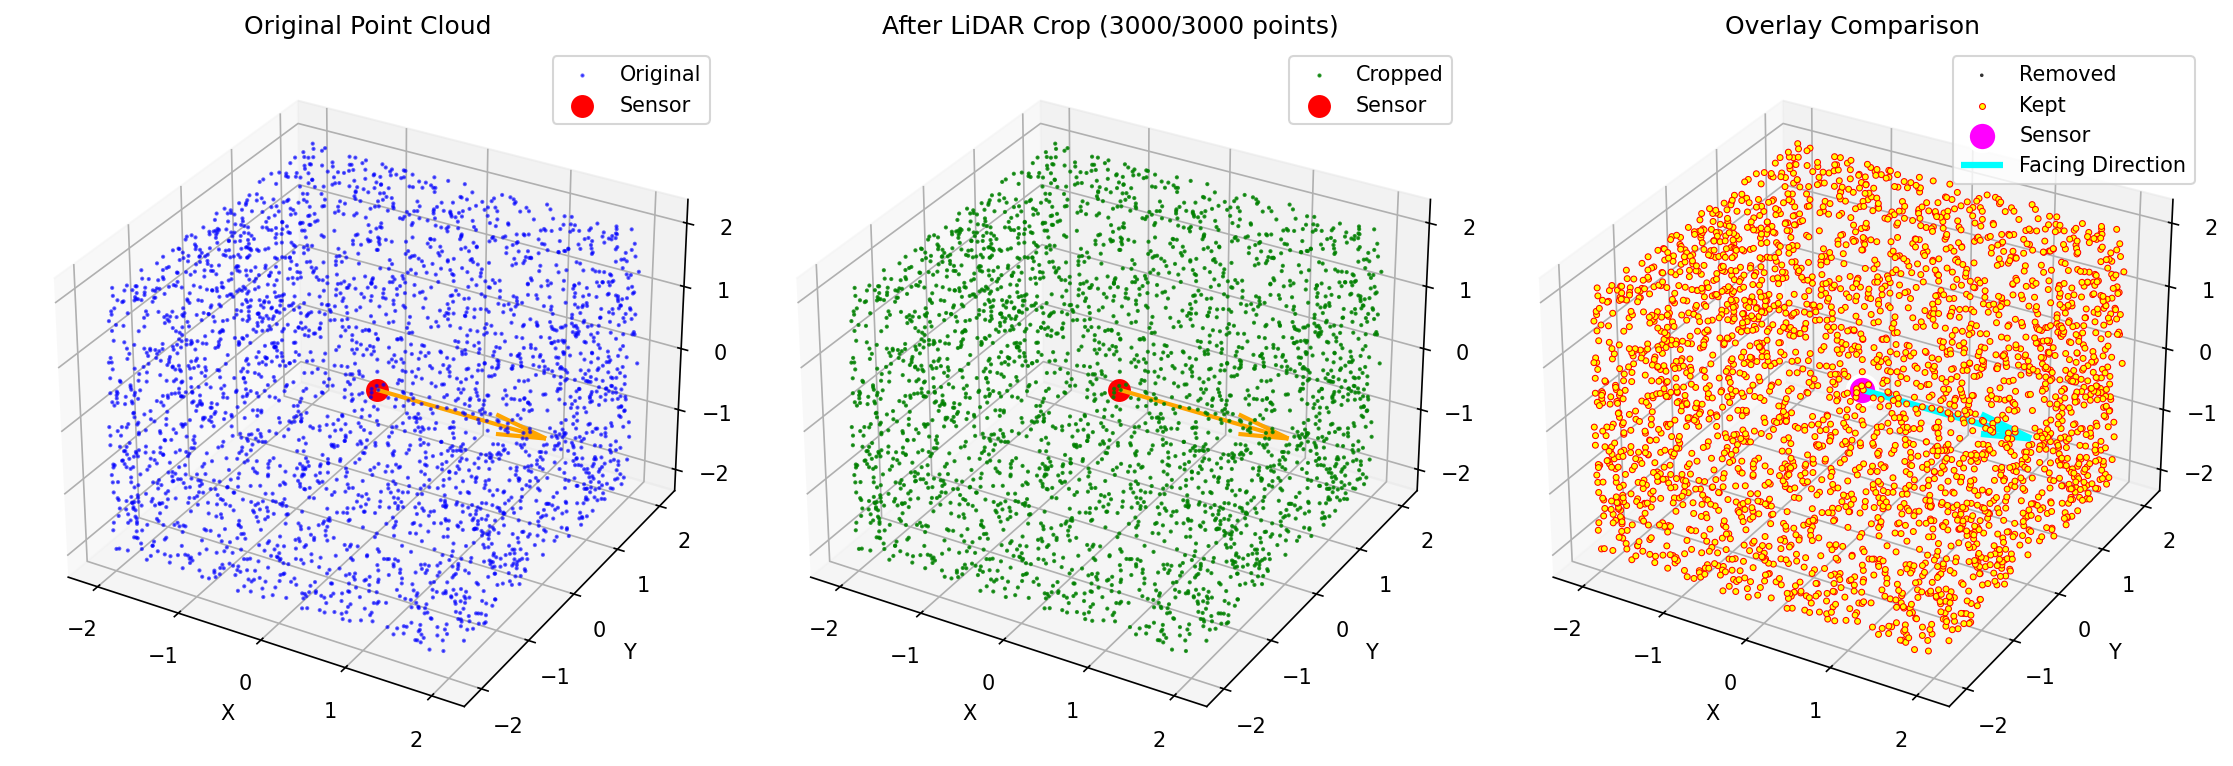 Original Point Cloud
Original
Sensor
2
1
0
−1
−2
2
1
0
−1
−2
Y
−2
−1
0
1
2
X
After LiDAR Crop (3000/3000 points)
Cropped
Sensor
2
1
0
−1
−2
2
1
0
−1
−2
Y
−2
−1
0
1
2
X
Overlay Comparison
Removed
Kept
Sensor
Facing Direction
2
1
0
−1
−2
2
1
0
−1
−2
Y
−2
−1
0
1
2
X